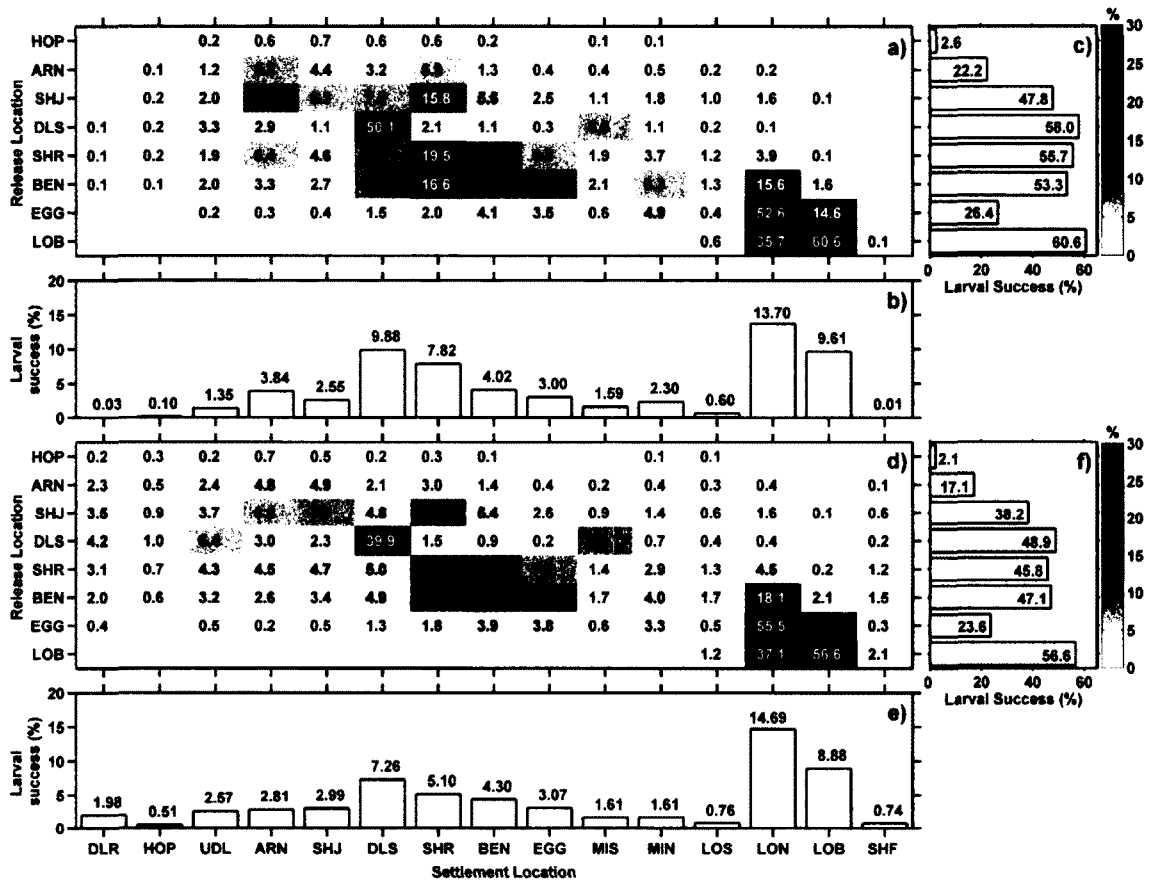 %
HOP 0.2 0.6 0.7 0.6 0.6 0.2 0.1 0.1 a) c) 2.6 30
ARN 0.1 1.2 4.4 3.2 1.3 0.4 0.4 0.5 0.2 0.2 22.2 25
SHJ 0.2 2.0 15.8 5.5 2.5 1.1 1.8 1.0 1.6 0.1 47.8 20
DLS 0.1 0.2 3.3 2.9 1.1 50.1 2.1 1.1 0.3 1.1 0.2 0.1 58.0 15
SHR 0.1 0.2 1.9 4.6 19.5 1.9 3.7 1.2 3.9 0.1 55.7
BEN 0.1 0.1 2.0 3.3 2.7 16.6 2.1 1.3 15.6 1.6 53.3 10
EGG 0.2 0.3 0.4 1.5 2.0 4.1 3.5 0.6 4.9 0.4 52.6 14.6 26.4 5
LOB 0.6 35.7 60.6 0.1 60.6 0
Release Location
0 20 40 60
Larval Success (%)
b)
Larval success (%)
20
15
10
5
0
0.03 0.10 1.35 3.84 2.55 9.88 7.82 4.02 3.00 1.59 2.30 0.60 13.70 9.61 0.01
%
HOP 0.2 0.3 0.2 0.7 0.5 0.2 0.3 0.1 0.1 0.1 d) f) 2.1 30
ARN 2.3 0.5 2.4 4.8 4.9 2.1 3.0 1.4 0.4 0.2 0.4 0.3 0.4 0.1 17.1 25
SHJ 3.5 0.9 3.7 4.8 5.4 2.6 0.9 1.4 0.6 1.6 0.1 0.6 38.2 20
DLS 4.2 1.0 3.0 2.3 39.9 1.5 0.9 0.2 0.7 0.4 0.4 0.2 48.9 15
SHR 3.1 0.7 4.3 4.5 4.7 5.0 1.4 2.9 1.3 4.5 0.2 1.2 45.8
BEN 2.0 0.6 3.2 2.6 3.4 4.9 1.7 4.0 1.7 18.1 2.1 1.5 47.1 10
EGG 0.4 0.5 0.2 0.5 1.3 1.8 3.9 3.8 0.6 3.3 0.5 55.5 0.3 23.6 5
LOB 1.2 37.1 56.6 2.1 56.6 0
Release Location
0 20 40 60
Larval Success (%)
e)
Larval success (%)
20
15
10
5
0
1.98 0.51 2.57 2.81 2.99 7.26 5.10 4.30 3.07 1.61 1.61 0.76 14.69 8.88 0.74
DLR HOP UDL ARN SHJ DLS SHR BEN EGG MIS MIN LOS LON LOB SHF
Settlement Location